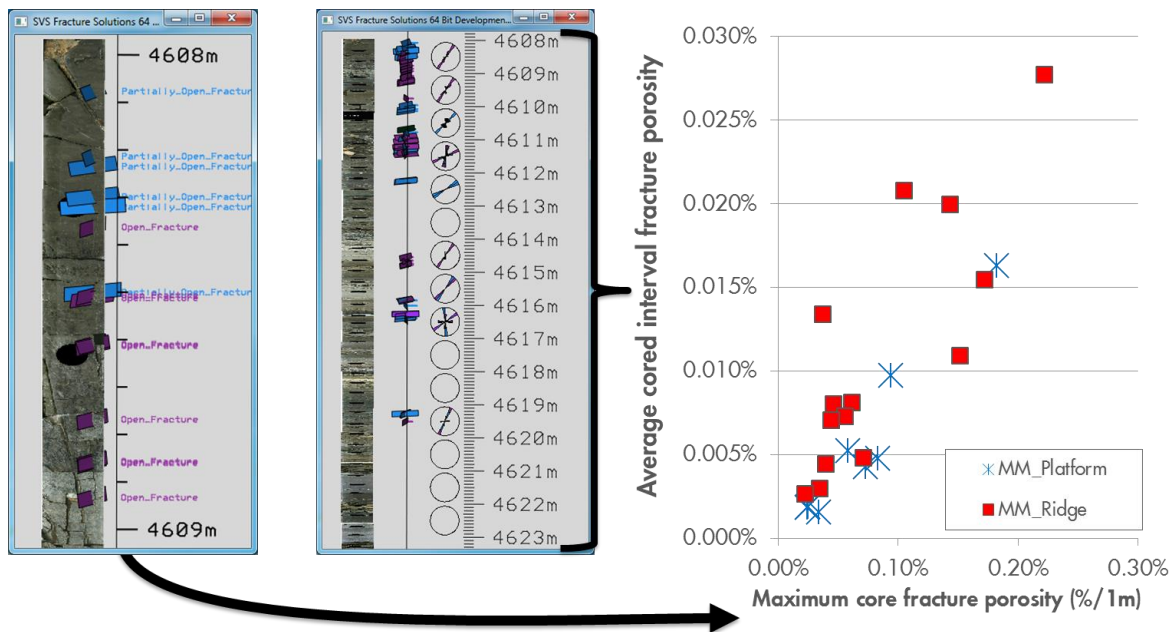 SVS Fracture Solutions 64 ...
4608m
Partially_Open_Fractur
Partially_Open_Fractur
Partially_Open_Fractur
Partially_Open_Fractur
Partially_Open_Fractur
Open_Fracture
Open_Fracture
Open_Fracture
Open_Fracture
Open_Fracture
Open_Fracture
4609m
SVS Fracture Solutions 64 Bit Developmen...
4608m
4609m
4610m
4611m
4612m
4613m
4614m
4615m
4616m
4617m
4618m
4619m
4620m
4621m
4622m
4623m
Average cored interval fracture porosity
0.030%
0.025%
0.020%
0.015%
0.010%
0.005%
0.000%
MM_Platform
MM_Ridge
0.00%
0.10%
0.20%
0.30%
Maximum core fracture porosity (%/1m)